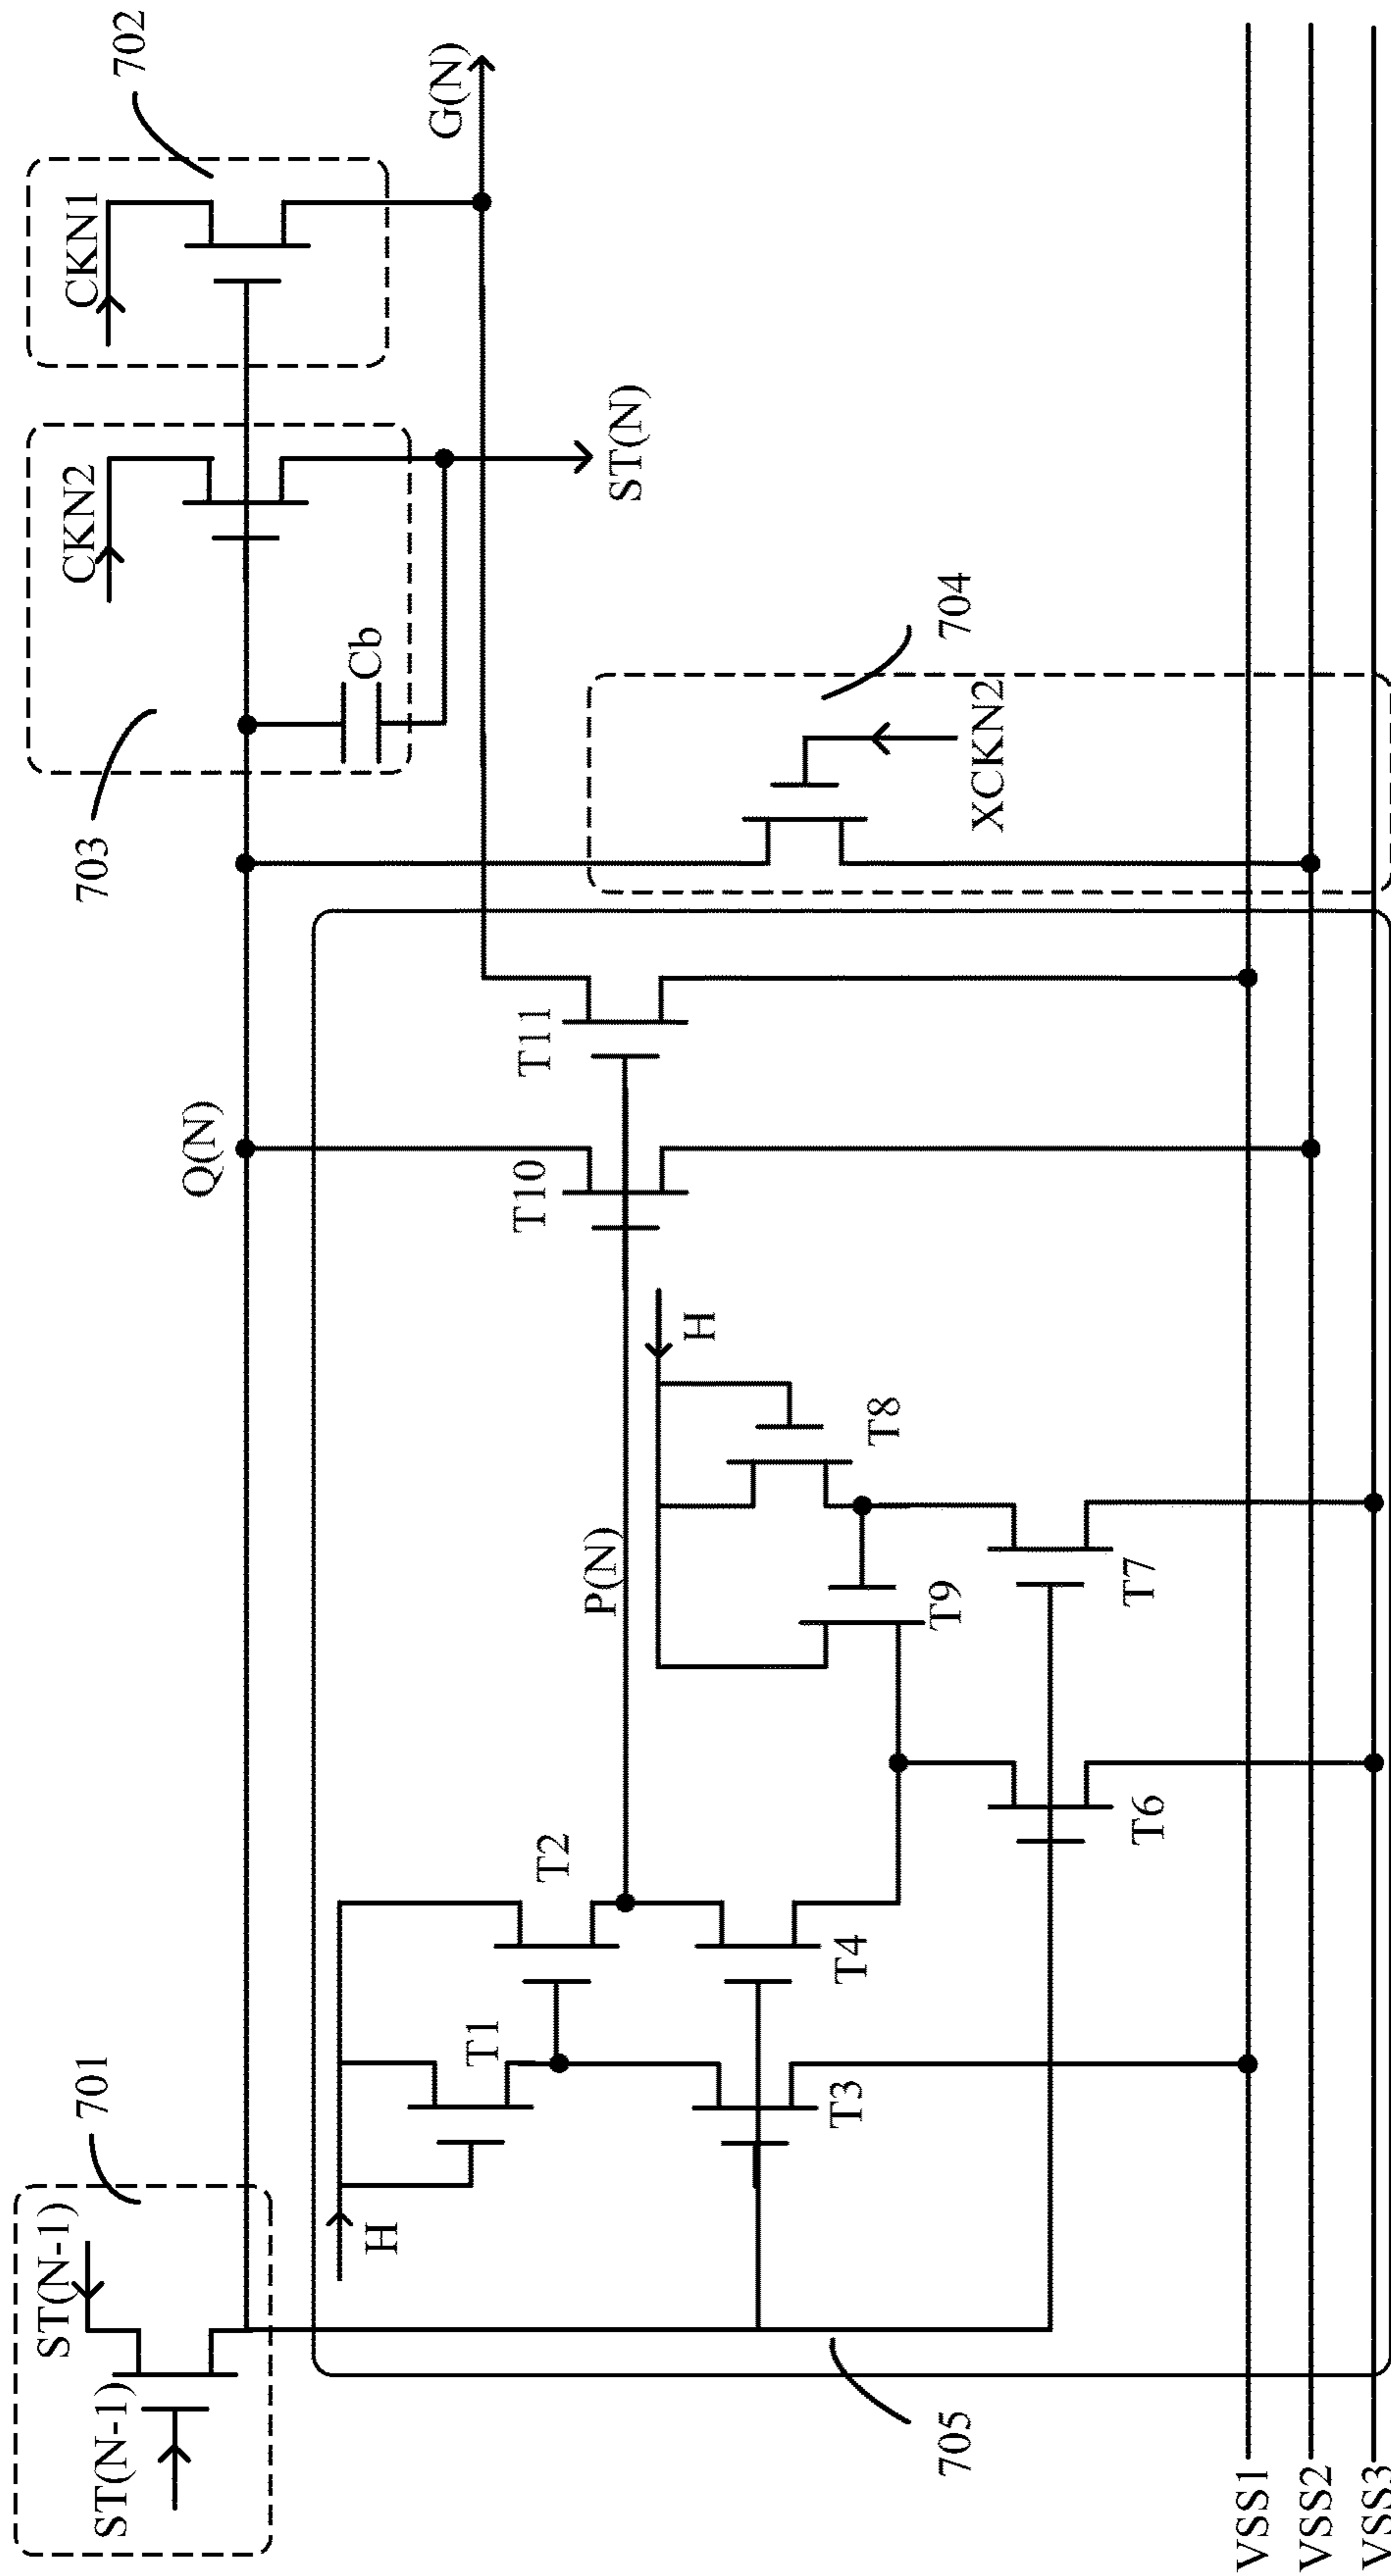 701
ST(N-1)
ST(N-1)
Q(N)
703
CKN2
Cb
CKN1
702
G(N)
ST(N)
H
T1
T2
T3
T4
P(N)
H
T8
T9
T6
T7
T10
T11
704
XCKN2
705
VSS1
VSS2
VSS3